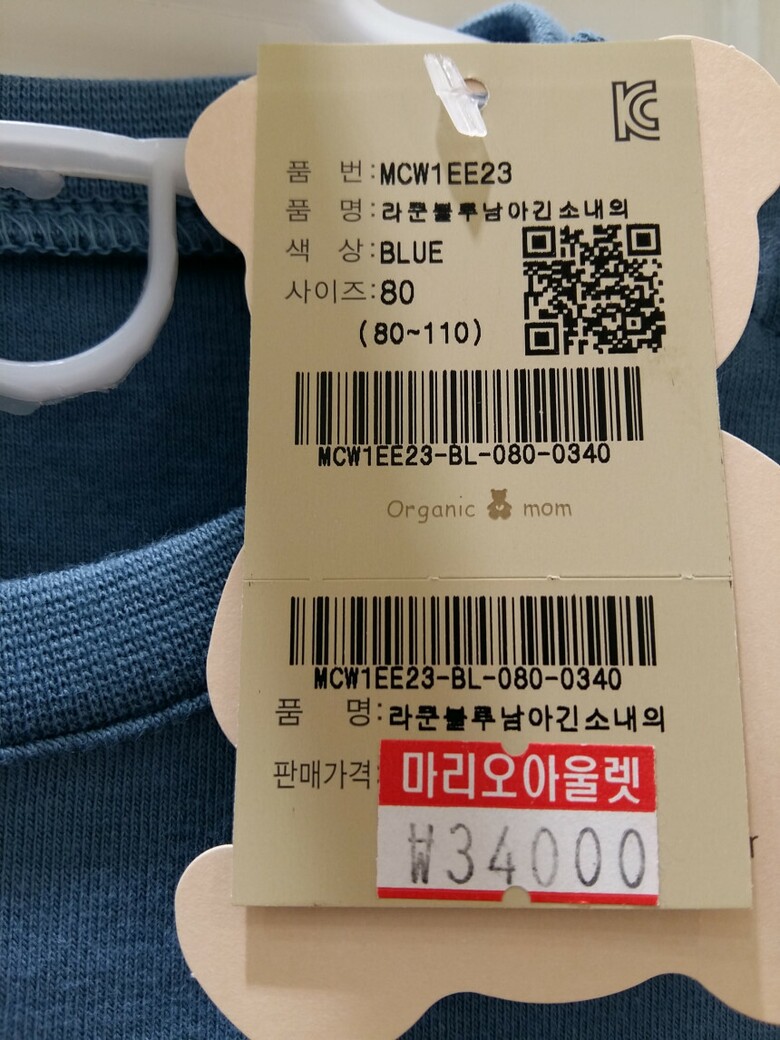 KC
품 번:MCW1EE23
품 명:라쿤블루남아긴소내의
색 상:BLUE
사이즈:80
(80~110)
MCW1EE23-BL-080-0340
Organic mom
MCW1EE23-BL-080-0340
품 명:라쿤블루남아긴소내의
판매가격:
마리오아울렛
₩34000